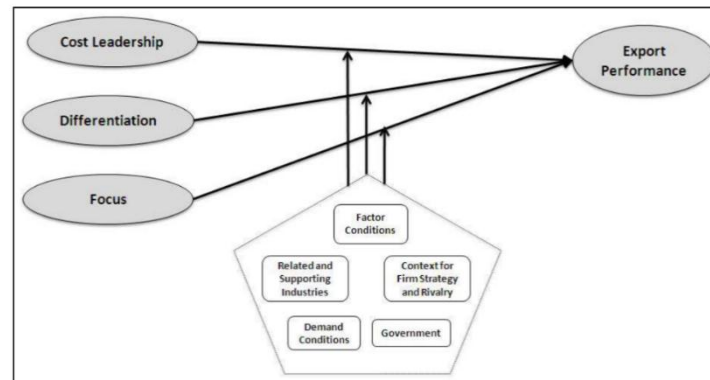 Cost Leadership
Export
Performance
Differentiation
Focus
Factor
Conditions
Related and
Supporting
Industries
Context for
Firm Strategy
and Rivalry
Demand
Conditions
Government